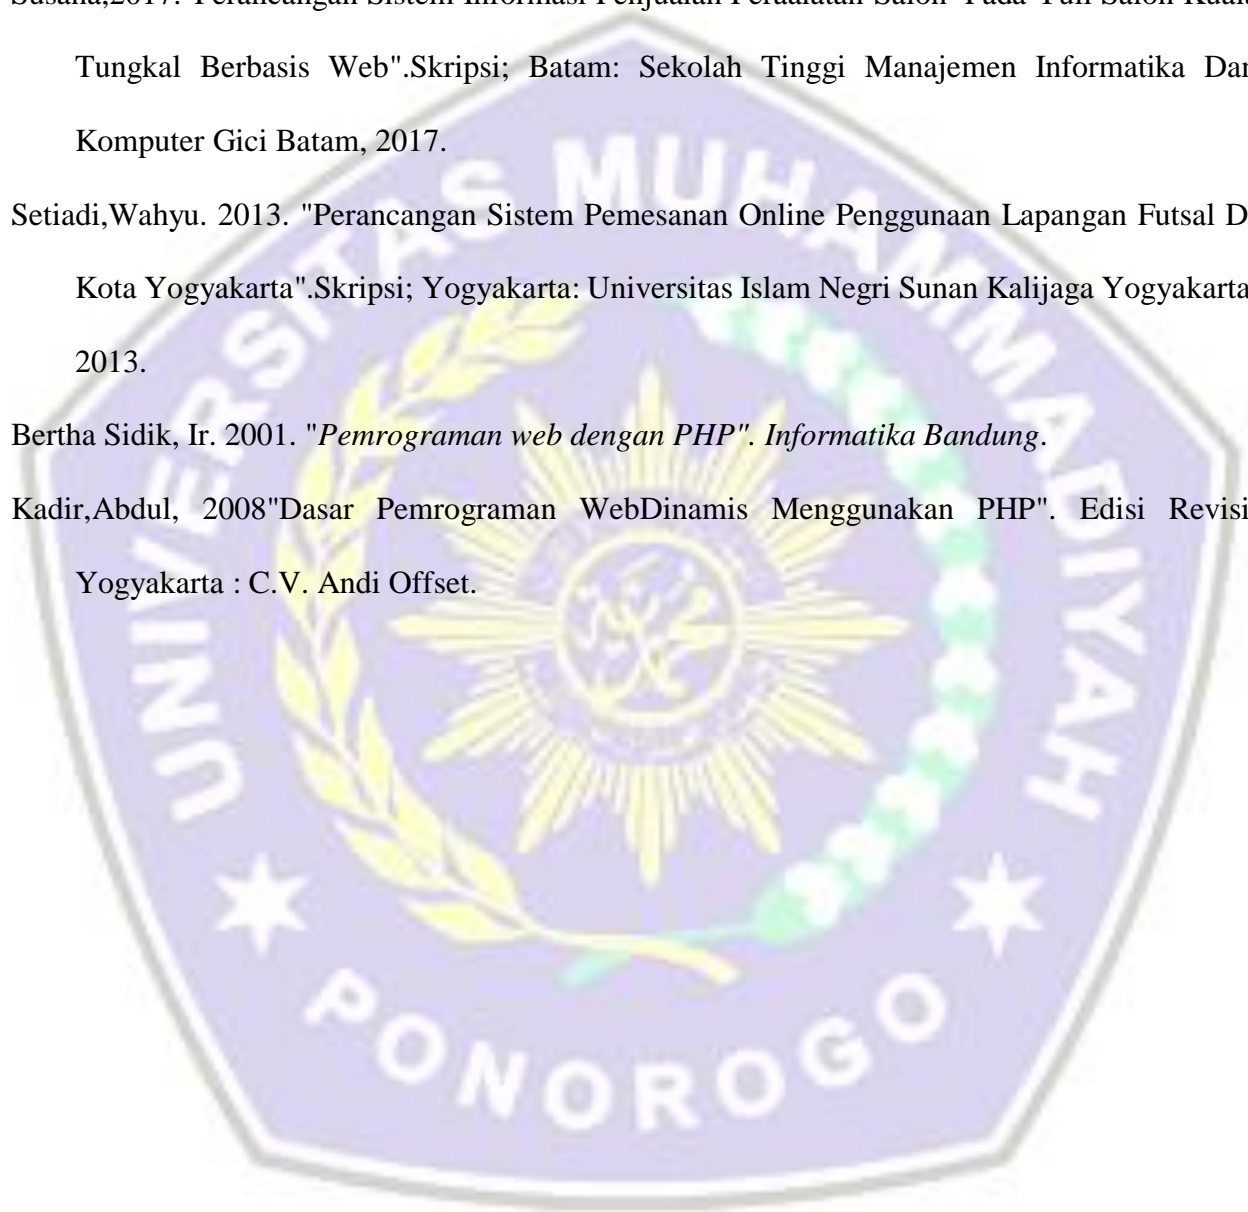 Tungkal Berbasis Web".Skripsi; Batam: Sekolah Tinggi Manajemen Informatika Dan
Komputer Gici Batam, 2017.
Setiadi,Wahyu. 2013. "Perancangan Sistem Pemesanan Online Penggunaan Lapangan Futsal D
Kota Yogyakarta".Skripsi; Yogyakarta: Universitas Islam Negri Sunan Kalijaga Yogyakarta
2013.
Bertha Sidik, Ir. 2001. "Pemrograman web dengan PHP". Informatika Bandung.
Kadir,Abdul, 2008"Dasar Pemrograman WebDinamis Menggunakan PHP". Edisi Revisi
Yogyakarta : C.V. Andi Offset.
UNIVERSITAS MUHAMMADIYAH
PONOROGO